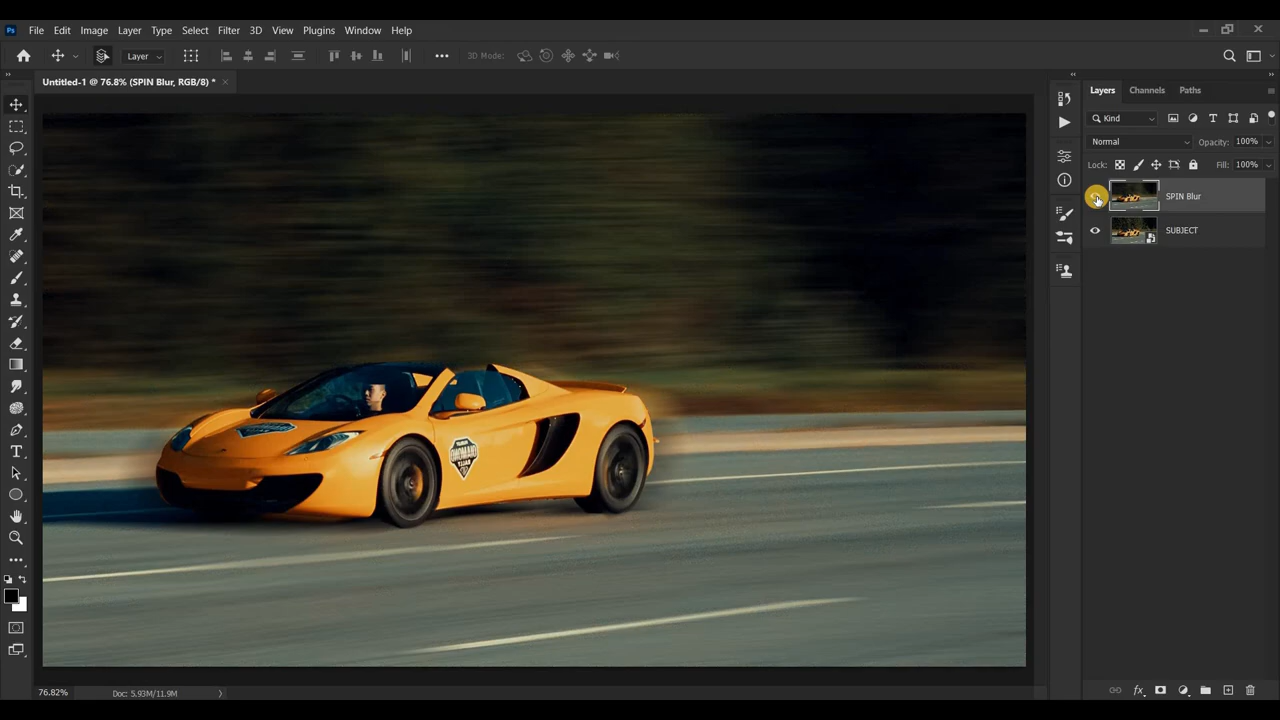 Ps File Edit Image Layer Type Select Filter 3D View Plugins Window Help
Layer 3D Mode:
Untitled-1 @ 76.8% (SPIN Blur, RGB/8) *
Layers Channels Paths
Kind
Normal Opacity: 100%
Lock: Fill: 100%
SPIN Blur
SUBJECT
fx
76.82% Doc: 5.93M/11.9M